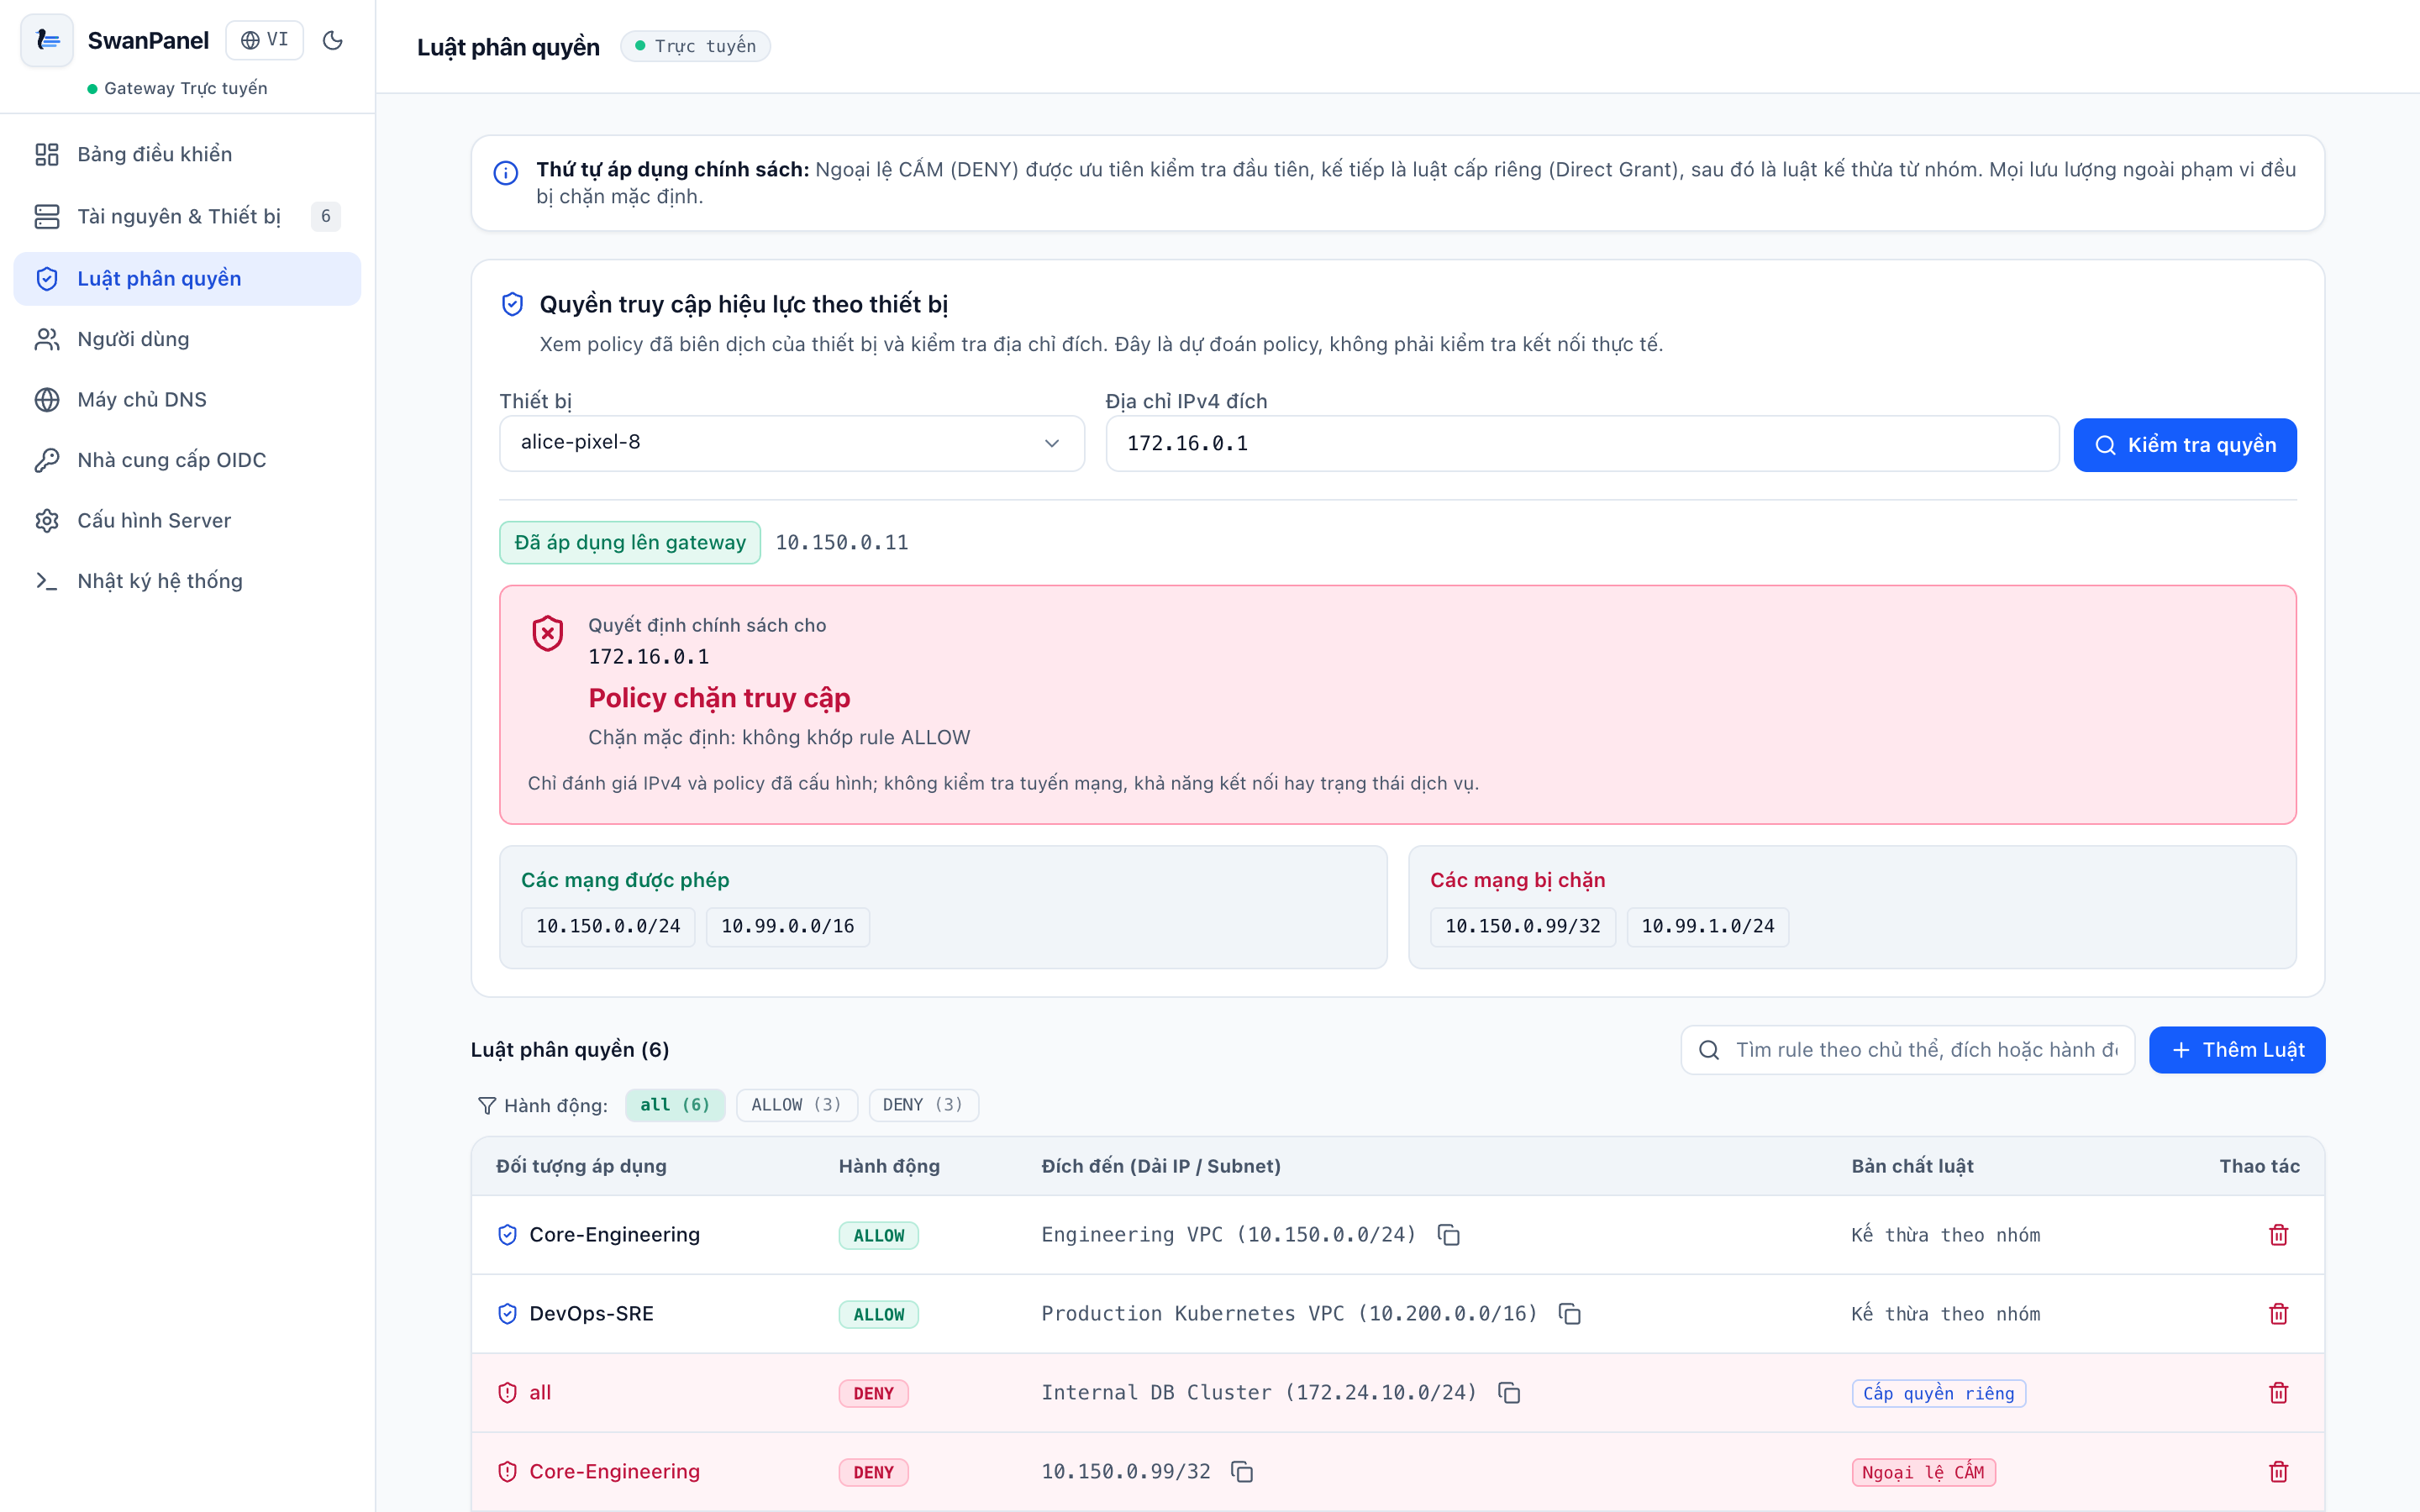 SwanPanel
VI
Gateway Trực tuyến
Bảng điều khiển
Tài nguyên & Thiết bị 6
Luật phân quyền
Người dùng
Máy chủ DNS
Nhà cung cấp OIDC
Cấu hình Server
Nhật ký hệ thống
Luật phân quyền Trực tuyến
Thứ tự áp dụng chính sách: Ngoại lệ CẤM (DENY) được ưu tiên kiểm tra đầu tiên, kế tiếp là luật cấp riêng (Direct Grant), sau đó là luật kế thừa từ nhóm. Mọi lưu lượng ngoài phạm vi đều
bị chặn mặc định.
Quyền truy cập hiệu lực theo thiết bị
Xem policy đã biên dịch của thiết bị và kiểm tra địa chỉ đích. Đây là dự đoán policy, không phải kiểm tra kết nối thực tế.
Thiết bị
alice-pixel-8
Địa chỉ IPv4 đích
172.16.0.1
Kiểm tra quyền
Đã áp dụng lên gateway 10.150.0.11
Quyết định chính sách cho
172.16.0.1
Policy chặn truy cập
Chặn mặc định: không khớp rule ALLOW
Chỉ đánh giá IPv4 và policy đã cấu hình; không kiểm tra tuyến mạng, khả năng kết nối hay trạng thái dịch vụ.
Các mạng được phép
10.150.0.0/24 10.99.0.0/16
Các mạng bị chặn
10.150.0.99/32 10.99.1.0/24
Luật phân quyền (6)
Tìm rule theo chủ thể, đích hoặc hành
Thêm Luật
Hành động: all (6) ALLOW (3) DENY (3)
Đối tượng áp dụng Hành động Đích đến (Dải IP / Subnet) Bản chất luật Thao tác
Core-Engineering ALLOW Engineering VPC (10.150.0.0/24) Kế thừa theo nhóm
DevOps-SRE ALLOW Production Kubernetes VPC (10.200.0.0/16) Kế thừa theo nhóm
all DENY Internal DB Cluster (172.24.10.0/24) Cấp quyền riêng
Core-Engineering DENY 10.150.0.99/32 Ngoại lệ CẤM